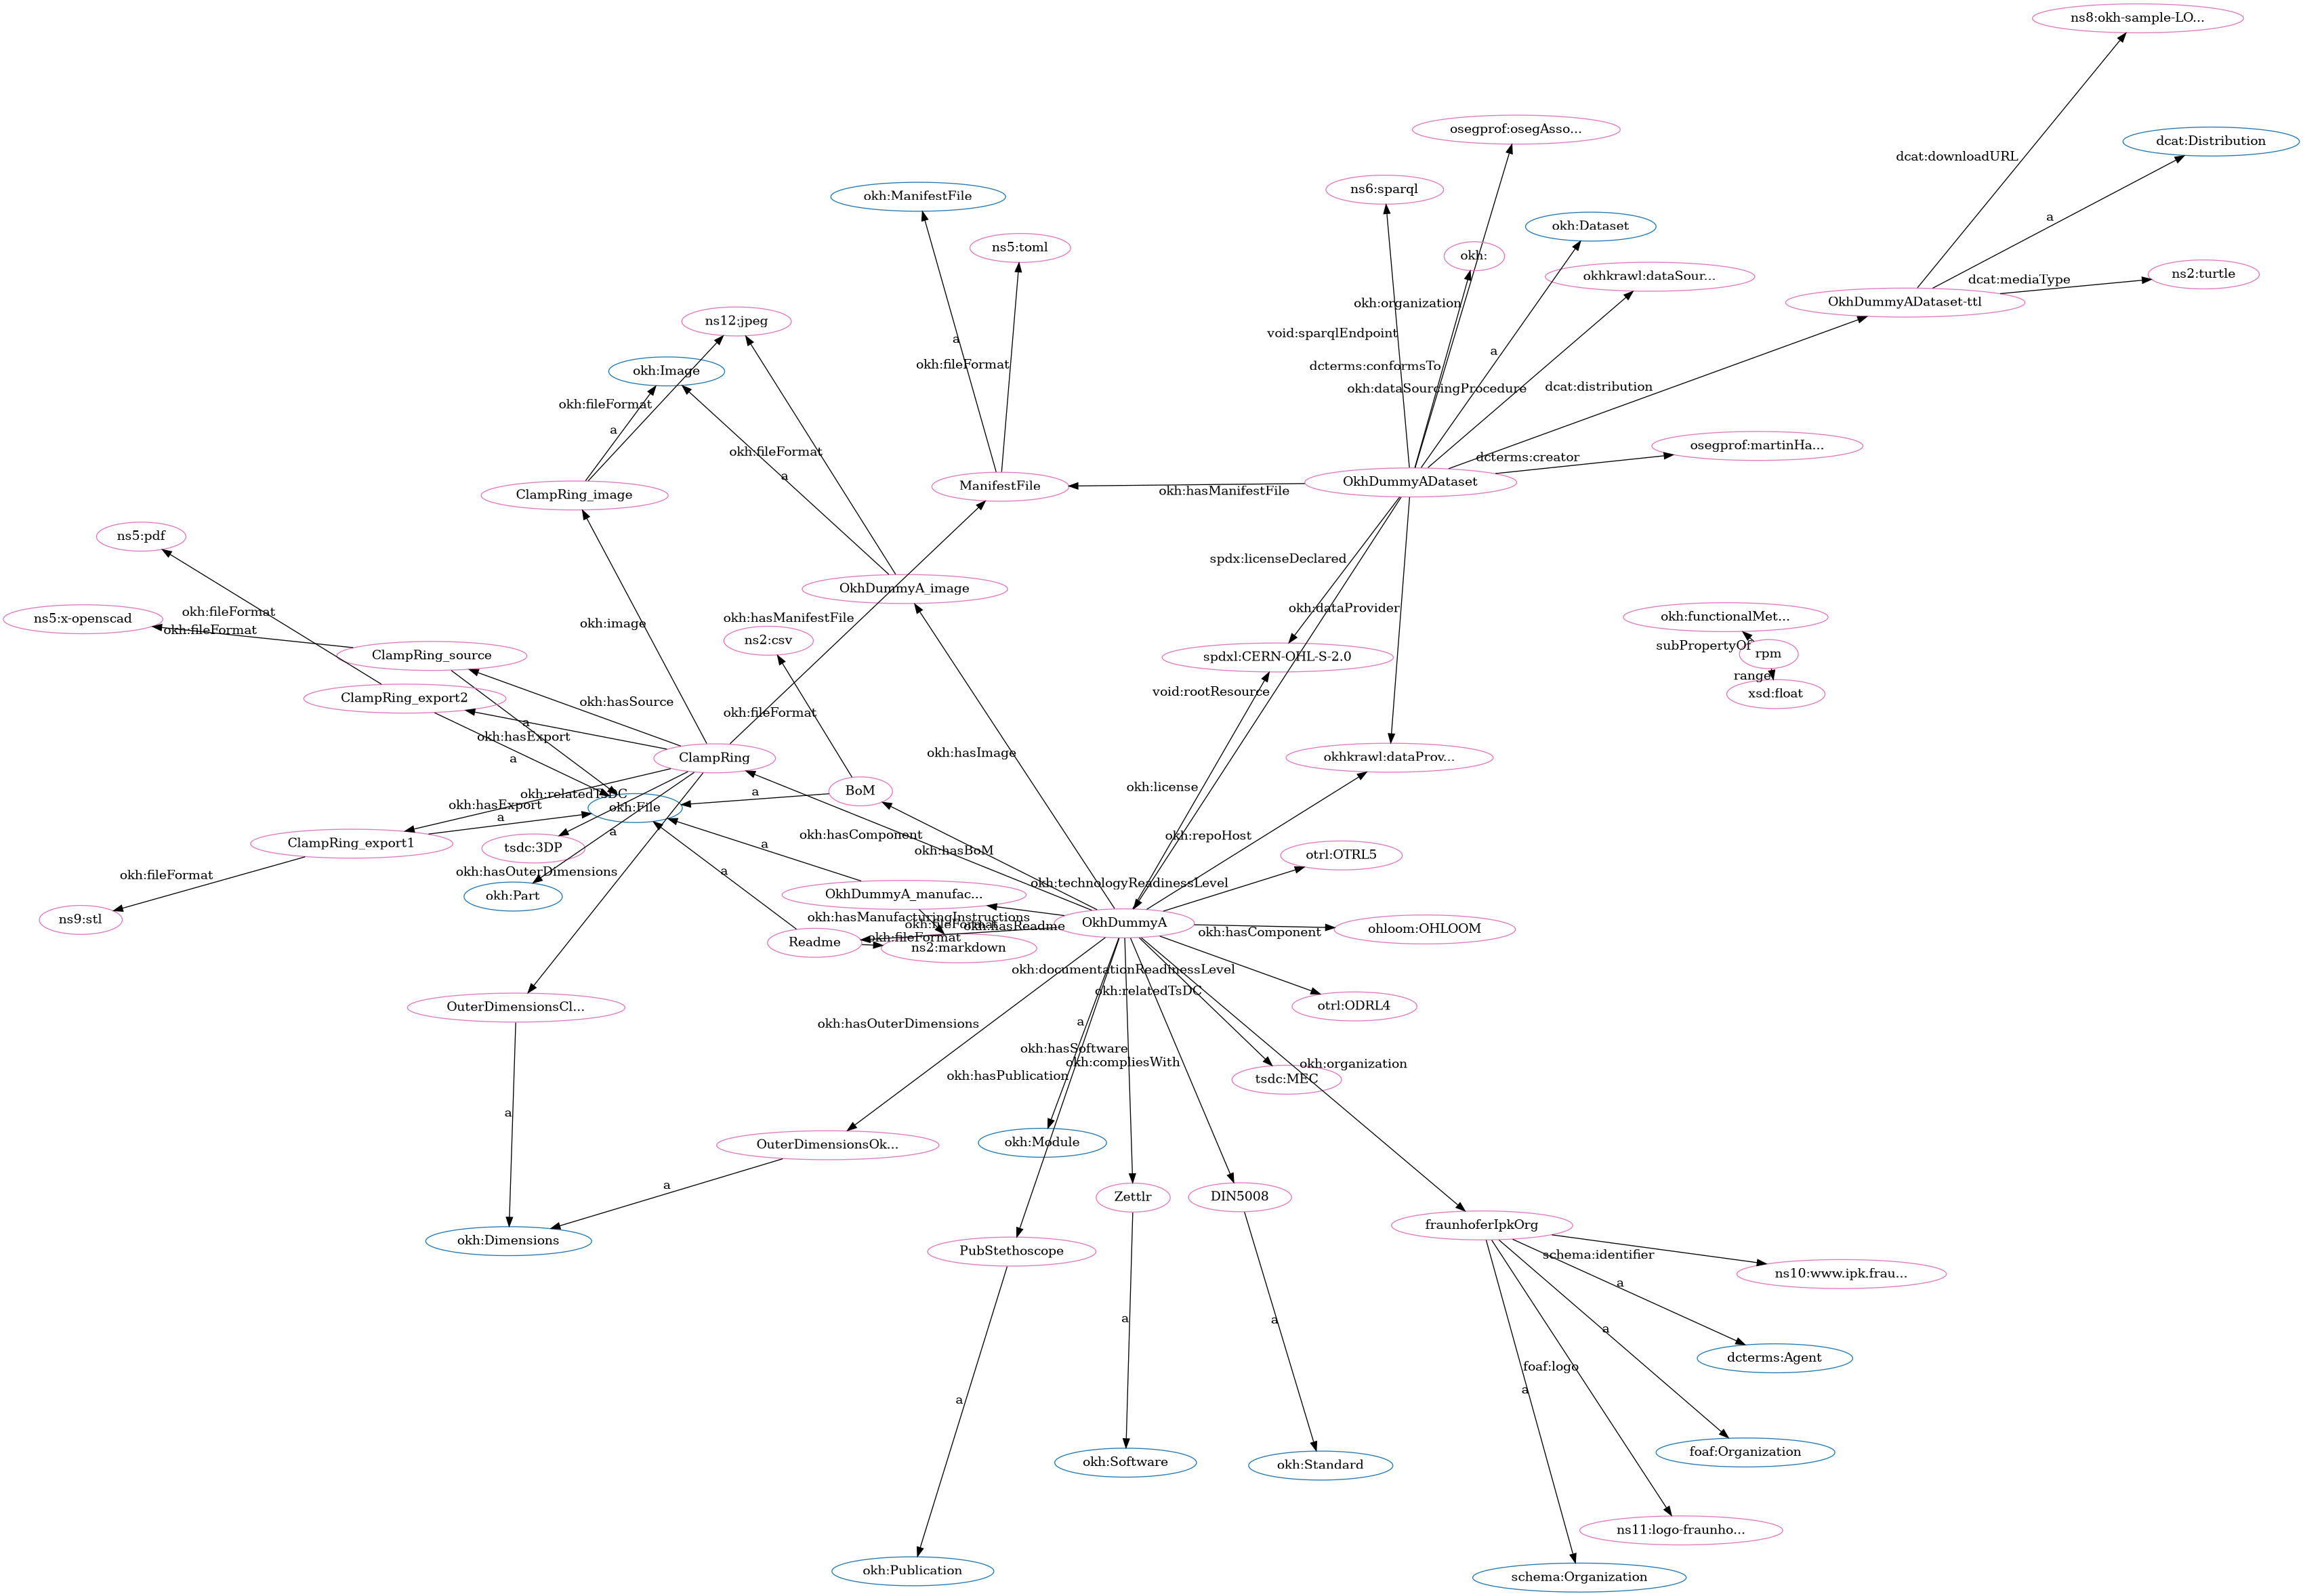 ns8:okh-sample-LO...
osegprof:osegAsso...
dcat:Distribution
dcat:downloadURL
ns6:sparql
okh:ManifestFile
a
okh:Dataset
ns5:toml
okh:
okhkrawl:dataSour...
ns2:turtle
dcat:mediaType
OkhDummyADataset-ttl
okh:organization
ns12:jpeg
void:sparqlEndpoint
a
a
okh:fileFormat
dcterms:conformsTo
okh:Image
okh:dataSourcingProcedure
dcat:distribution
okh:fileFormat
a
osegprof:martinHa...
okh:fileFormat
dcterms:creator
a
OkhDummyADataset
ManifestFile
okh:hasManifestFile
ClampRing_image
ns5:pdf
spdx:licenseDeclared
OkhDummyA_image
okh:dataProvider
okh:fileFormat
okh:hasManifestFile
okh:functionalMet...
ns5:x-openscad
okh:fileFormat
okh:image
ns2:csv
subPropertyOf
rpm
ClampRing_source
spdxl:CERN-OHL-S-2.0
range
xsd:float
void:rootResource
ClampRing_export2
okh:hasSource
okh:fileFormat
a
okh:hasExport
okh:hasImage
a
ClampRing
okhkrawl:dataProv...
okh:license
BoM
a
okh:relatedTsDC
okh:hasExport
okh:File
a
a
okh:hasComponent
okh:repoHost
ClampRing_export1
tsdc:3DP
a
okh:hasBoM
otrl:OTRL5
okh:fileFormat
okh:hasOuterDimensions
a
okh:technologyReadinessLevel
okh:Part
OkhDummyA_manufac...
ns9:stl
okh:hasManufacturingInstructions
okh:fileFormat
okh:hasReadme
OkhDummyA
okh:hasComponent
ohloom:OHLOOM
Readme
okh:fileFormat
ns2:markdown
okh:documentationReadinessLevel
okh:relatedTsDC
OuterDimensionsCl...
otrl:ODRL4
okh:hasOuterDimensions
a
okh:hasSoftware
okh:compliesWith
okh:organization
okh:hasPublication
tsdc:MEC
a
OuterDimensionsOk...
okh:Module
a
Zettlr
DIN5008
fraunhoferIpkOrg
okh:Dimensions
PubStethoscope
schema:identifier
ns10:www.ipk.frau...
a
a
a
a
dcterms:Agent
foaf:logo
a
a
foaf:Organization
okh:Software
okh:Standard
ns11:logo-fraunho...
okh:Publication
schema:Organization